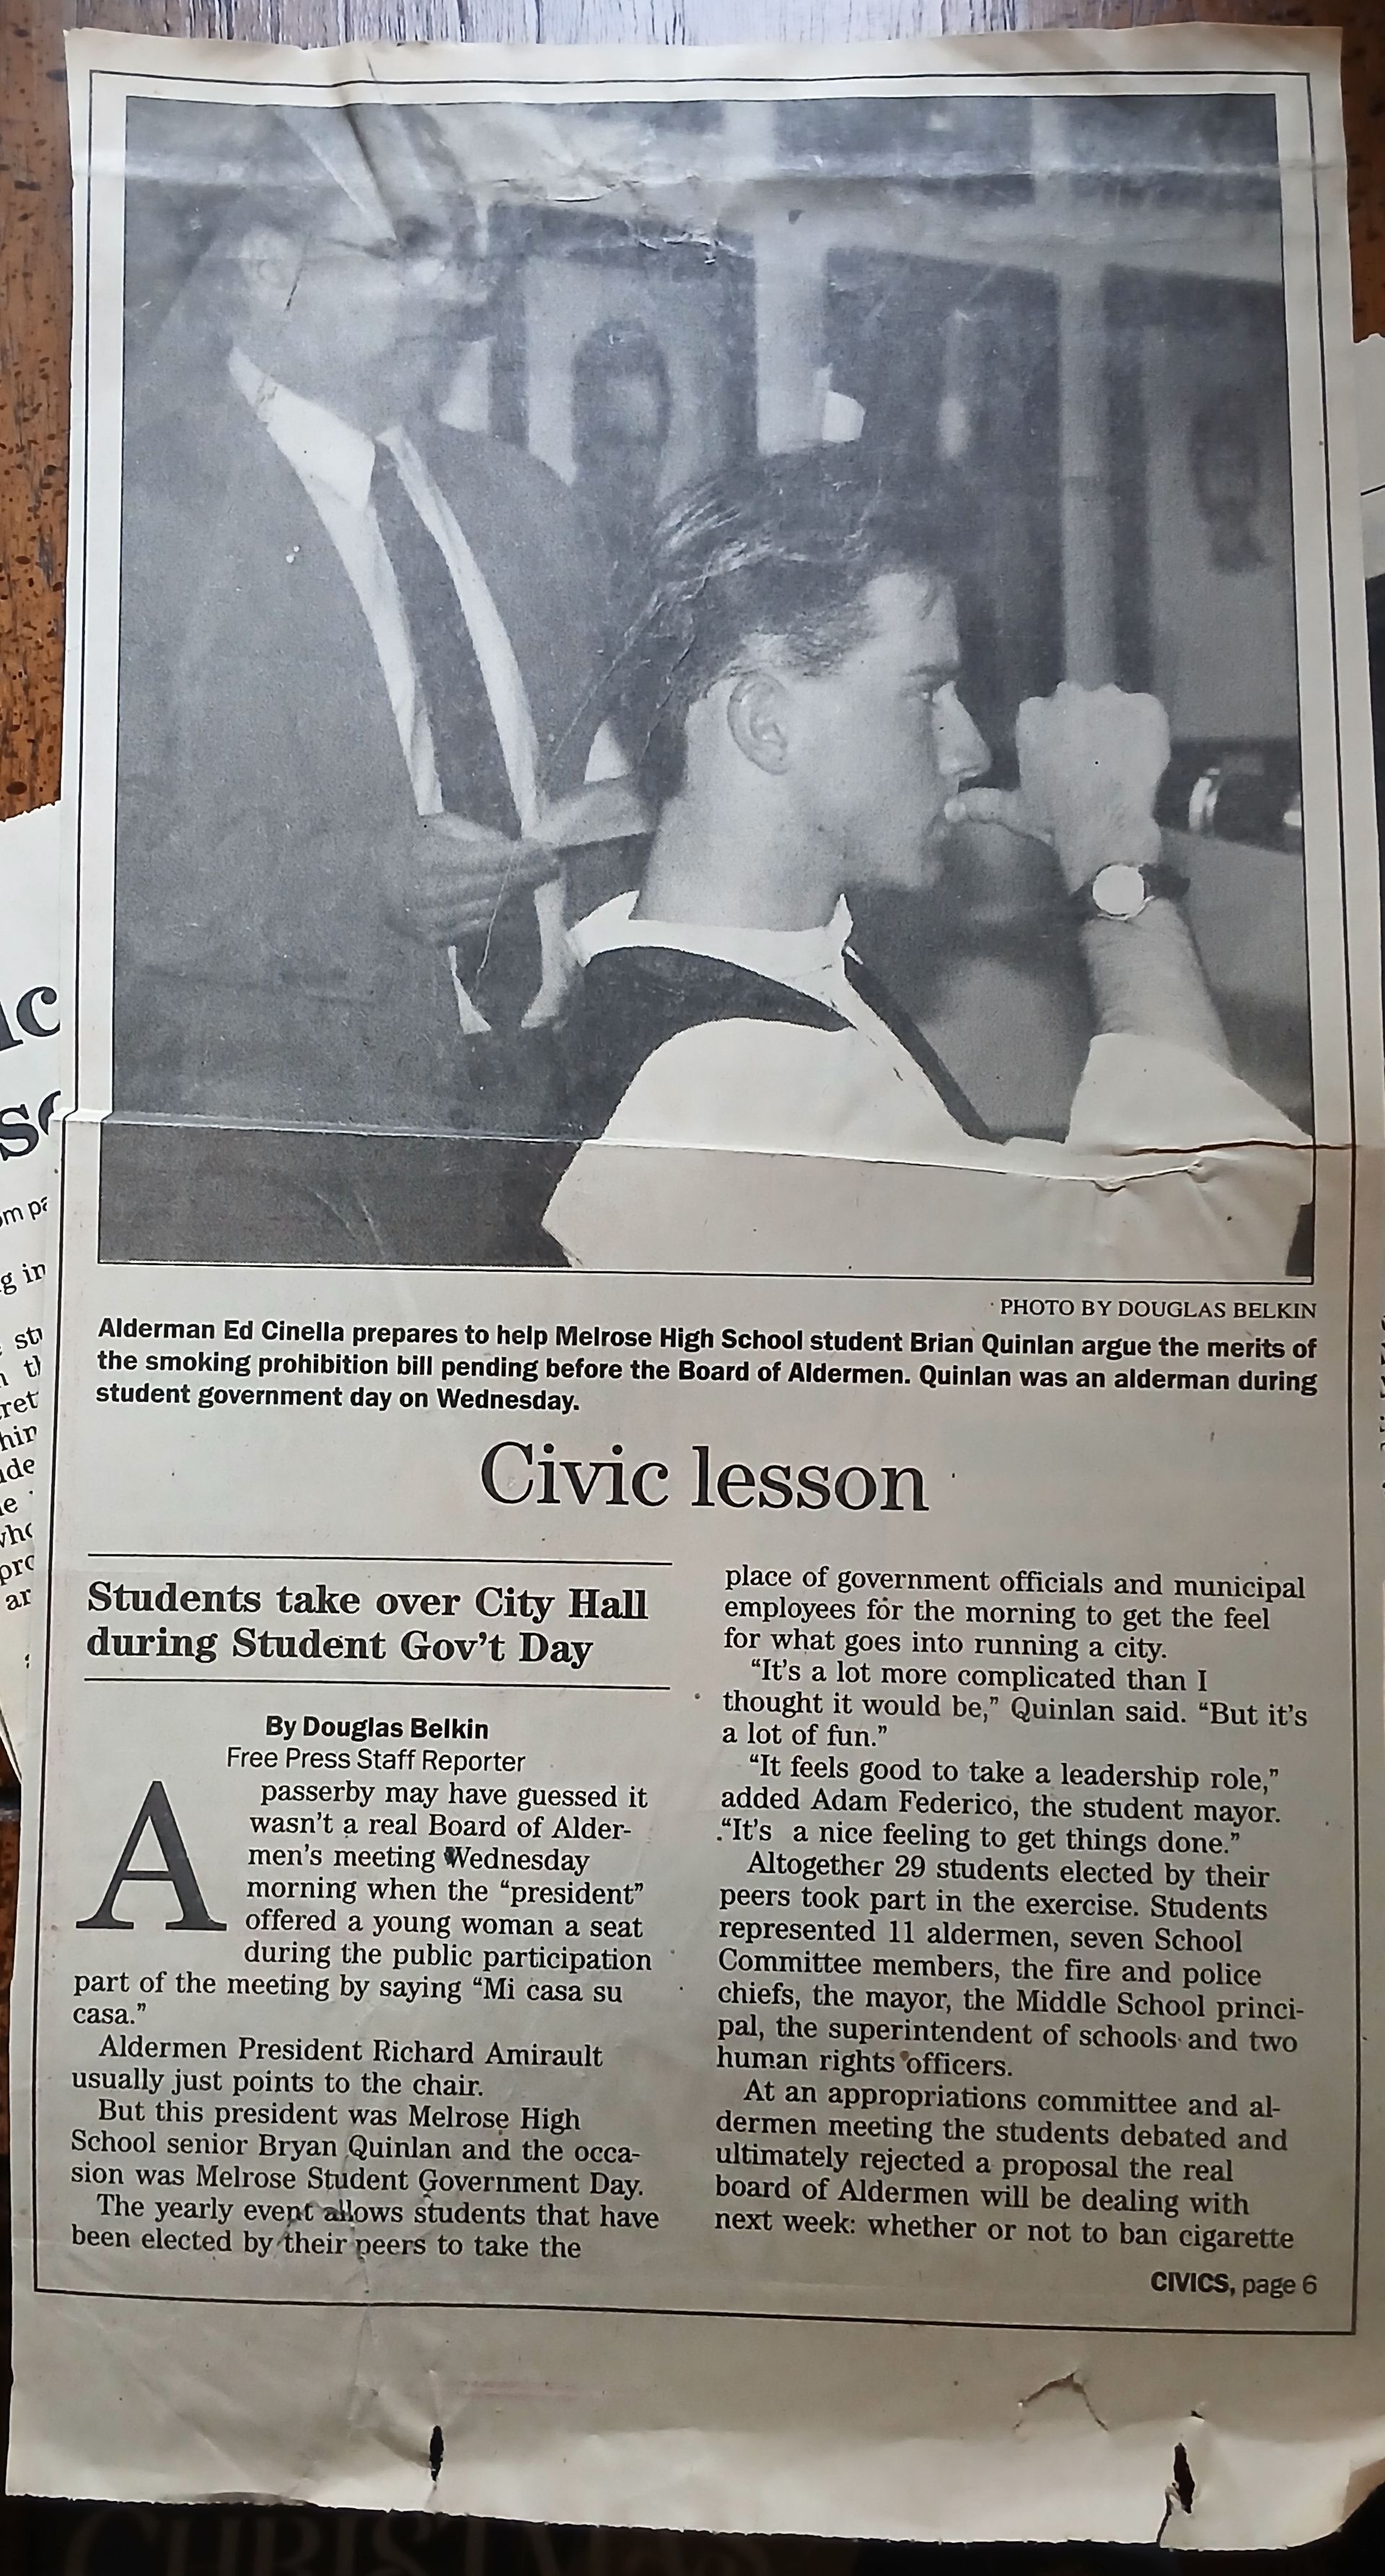 PHOTO BY DOUGLAS BELKIN
Alderman Ed Cinella prepares to help Melrose High School student Brian Quinlan argue the merits of
the smoking prohibition bill pending before the Board of Aldermen. Quinlan was an alderman during
student government day on Wednesday.
Civic lesson
Students take over City Hall
during Student Gov't Day
By Douglas Belkin
Free Press Staff Reporter
A passerby may have guessed it
wasn't a real Board of Alder-
men's meeting Wednesday
morning when the “president”
offered a young woman a seat
during the public participation
part of the meeting by saying “Mi casa su
casa.”
Aldermen President Richard Amirault
usually just points to the chair.
But this president was Melrose High
School senior Bryan Quinlan and the occa-
sion was Melrose Student Government Day.
The yearly event allows students that have
been elected by their peers to take the
place of government officials and municipal
employees for the morning to get the feel
for what goes into running a city.
“It's a lot more complicated than I
thought it would be,” Quinlan said. “But it's
a lot of fun.”
“It feels good to take a leadership role,”
added Adam Federico, the student mayor.
“It's a nice feeling to get things done.”
Altogether 29 students elected by their
peers took part in the exercise. Students
represented 11 aldermen, seven School
Committee members, the fire and police
chiefs, the mayor, the Middle School princi-
pal, the superintendent of schools and two
human rights officers.
At an appropriations committee and al-
dermen meeting the students debated and
ultimately rejected a proposal the real
board of Aldermen will be dealing with
next week: whether or not to ban cigarette
CIVICS, page 6